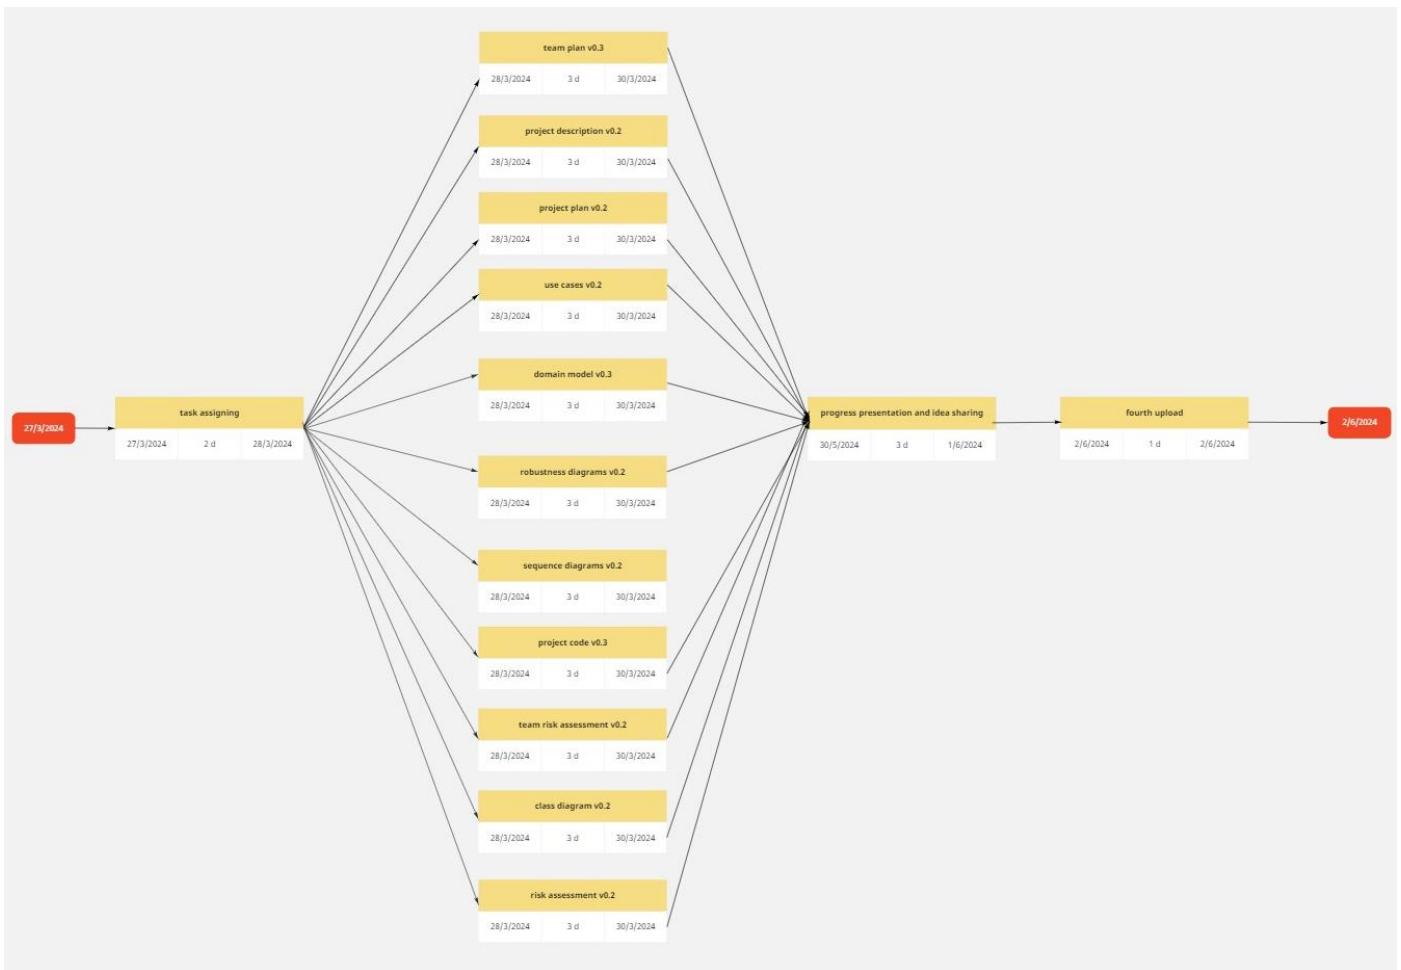 27/3/2024
task assigning
27/3/2024 2 d 28/3/2024
team plan v0.3
28/3/2024 3 d 30/3/2024
project description v0.2
28/3/2024 3 d 30/3/2024
project plan v0.2
28/3/2024 3 d 30/3/2024
use cases v0.2
28/3/2024 3 d 30/3/2024
domain model v0.3
28/3/2024 3 d 30/3/2024
robustness diagrams v0.2
28/3/2024 3 d 30/3/2024
sequence diagrams v0.2
28/3/2024 3 d 30/3/2024
project code v0.3
28/3/2024 3 d 30/3/2024
team risk assessment v0.2
28/3/2024 3 d 30/3/2024
class diagram v0.2
28/3/2024 3 d 30/3/2024
risk assessment v0.2
28/3/2024 3 d 30/3/2024
progress presentation and idea sharing
30/5/2024 3 d 1/6/2024
fourth upload
2/6/2024 1 d 2/6/2024
2/6/2024